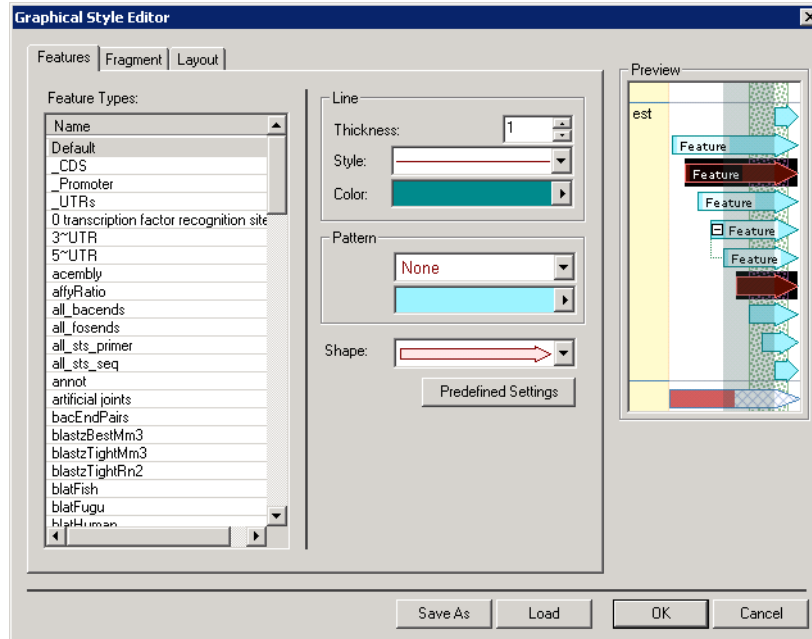 Graphical Style Editor
Features Fragment Layout
Feature Types:
Name
Default
_CDS
_Promoter
_UTRs
0 transcription factor recognition site
3~UTR
5~UTR
acembly
affyRatio
all_bacends
all_fosends
all_sts_primer
all_sts_seq
annot
artificial joints
bacEndPairs
blastzBestMm3
blastzTightMm3
blastzTightRn2
blatFish
blatFugu
blatHuman
Line
Thickness: 1
Style:
Color:
Pattern
None
Shape:
Predefined Settings
Preview
est
Feature
Feature
Feature
Feature
Feature
Save As Load OK Cancel